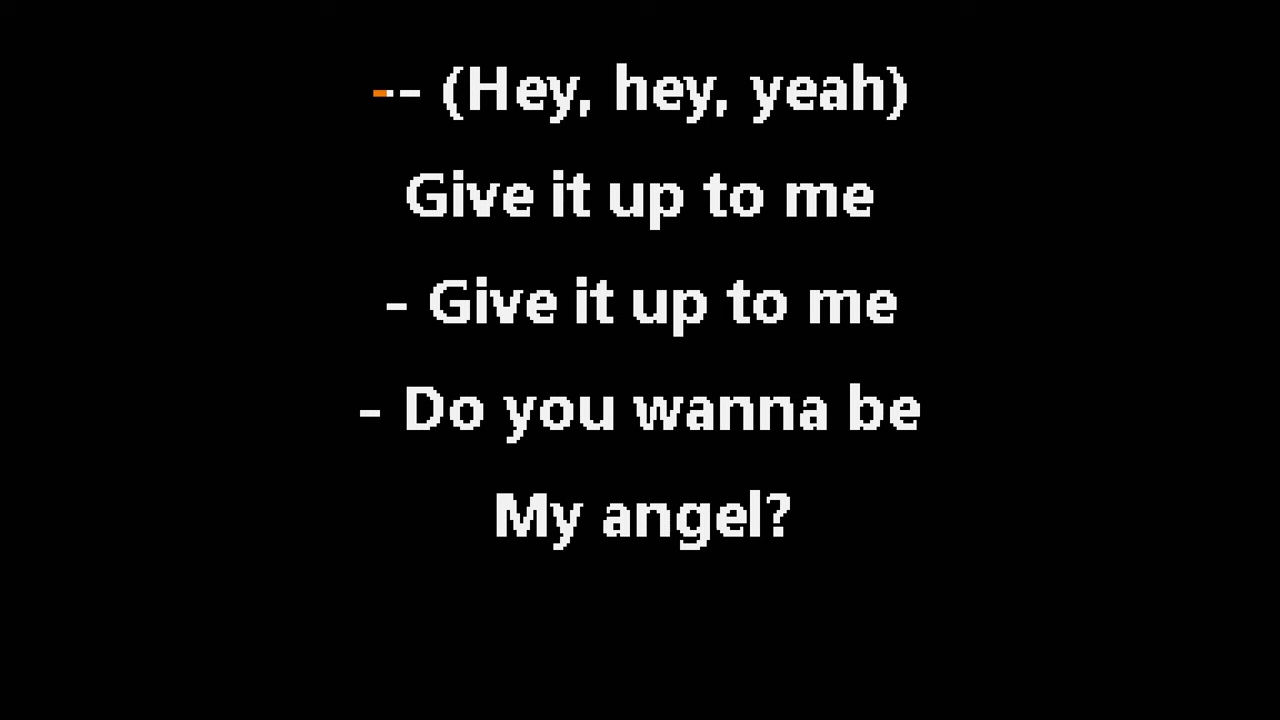 -- (Hey, hey, yeah)
Give it up to me
- Give it up to me
- Do you wanna be
My angel?